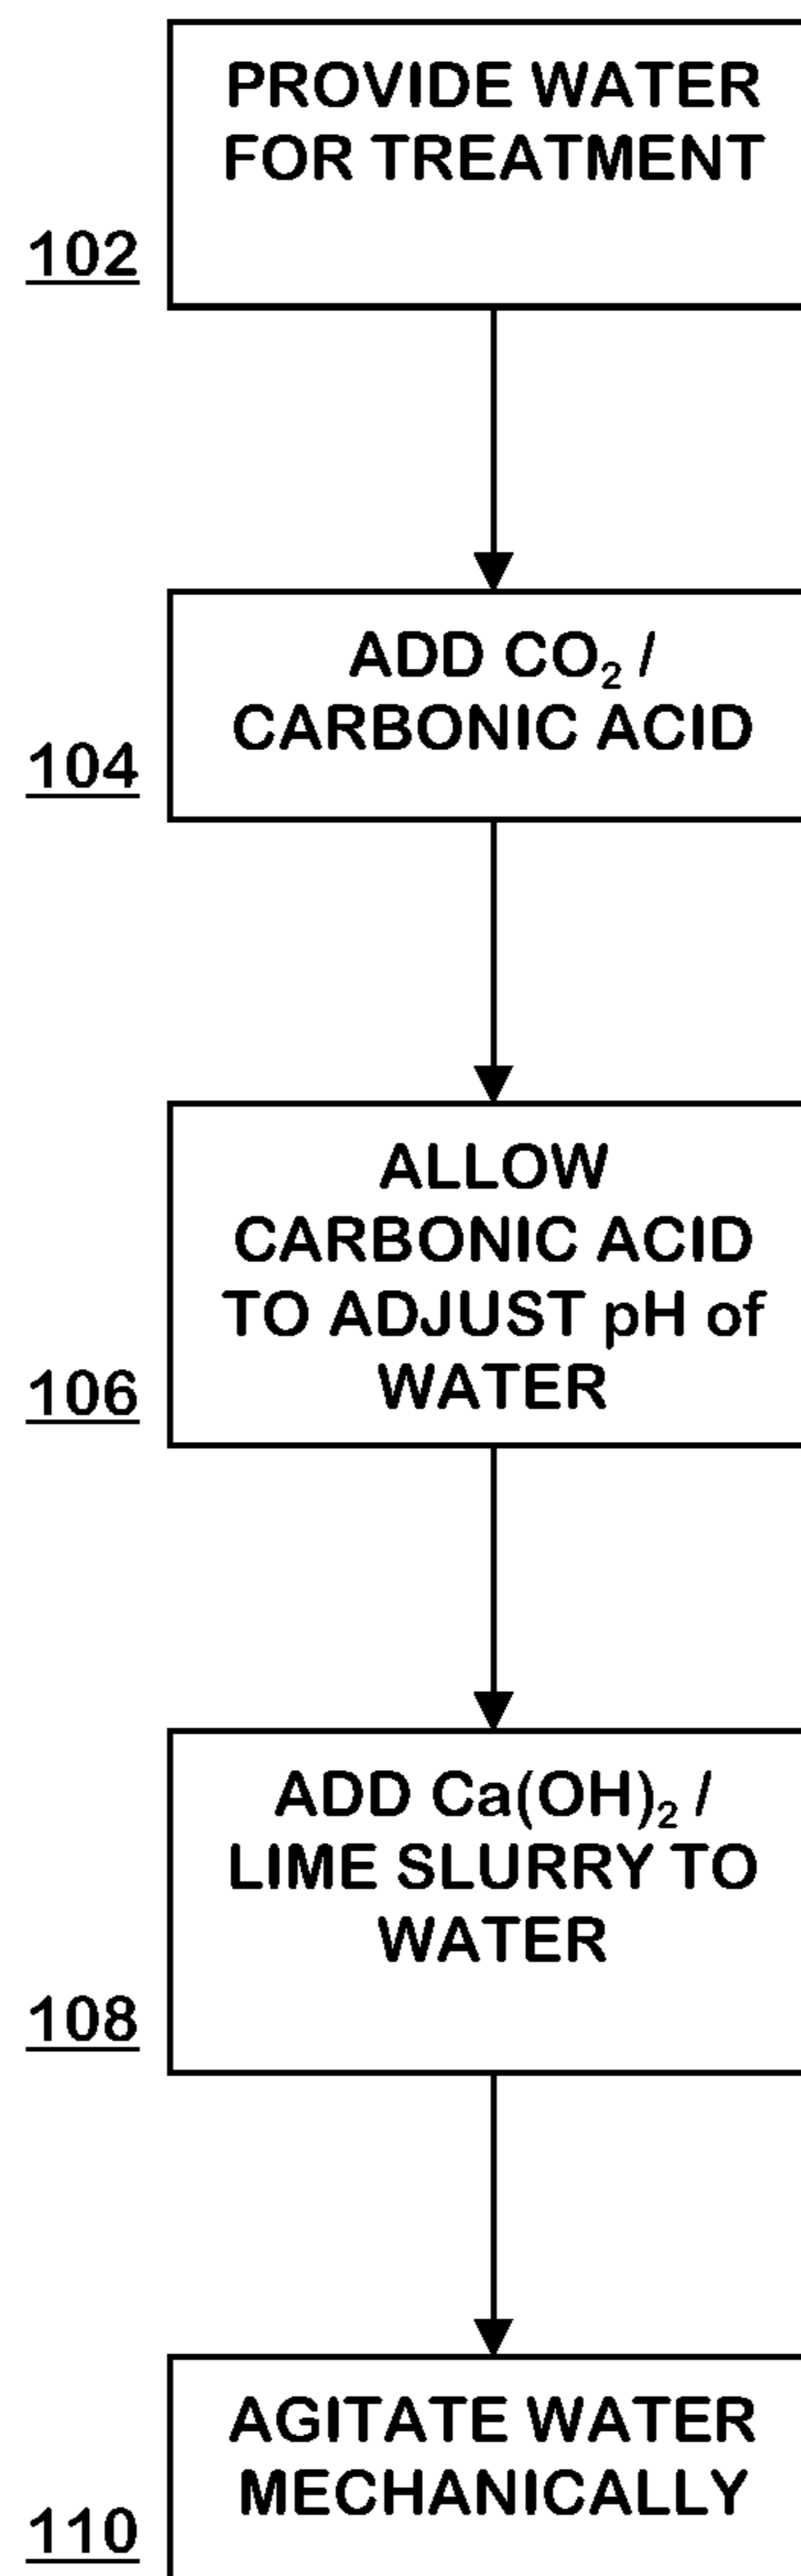 PROVIDE WATER
FOR TREATMENT
102
ADD CO₂ /
CARBONIC ACID
104
ALLOW
CARBONIC ACID
TO ADJUST pH of
WATER
106
ADD Ca(OH)₂ /
LIME SLURRY TO
WATER
108
AGITATE WATER
MECHANICALLY
110